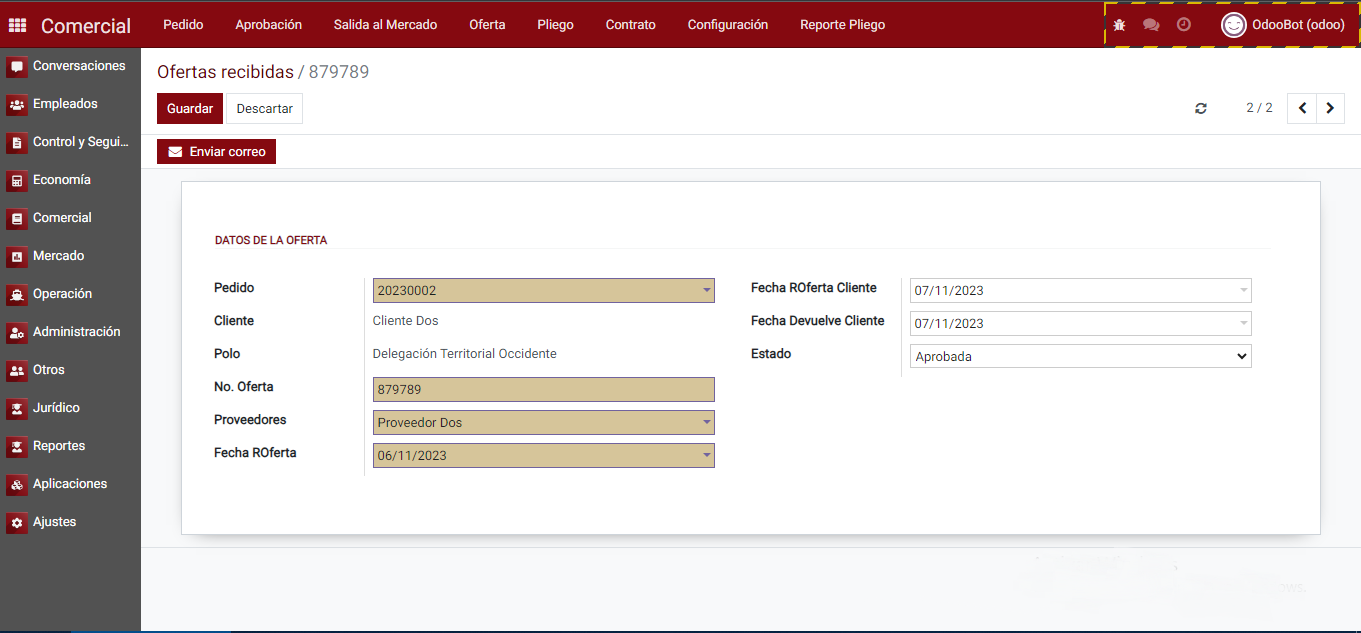 Comercial Pedido Aprobación Salida al Mercado Oferta Pliego Contrato Configuración Reporte Pliego OdooBot (odoo)
Conversaciones
Empleados
Control y Segui...
Economía
Comercial
Mercado
Operación
Administración
Otros
Jurídico
Reportes
Aplicaciones
Ajustes
Ofertas recibidas / 879789
Guardar Descartar 2 / 2
Enviar correo
DATOS DE LA OFERTA
Pedido 20230002
Cliente Cliente Dos
Polo Delegación Territorial Occidente
No. Oferta 879789
Proveedores Proveedor Dos
Fecha ROferta 06/11/2023
Fecha ROferta Cliente 07/11/2023
Fecha Devuelve Cliente 07/11/2023
Estado Aprobada